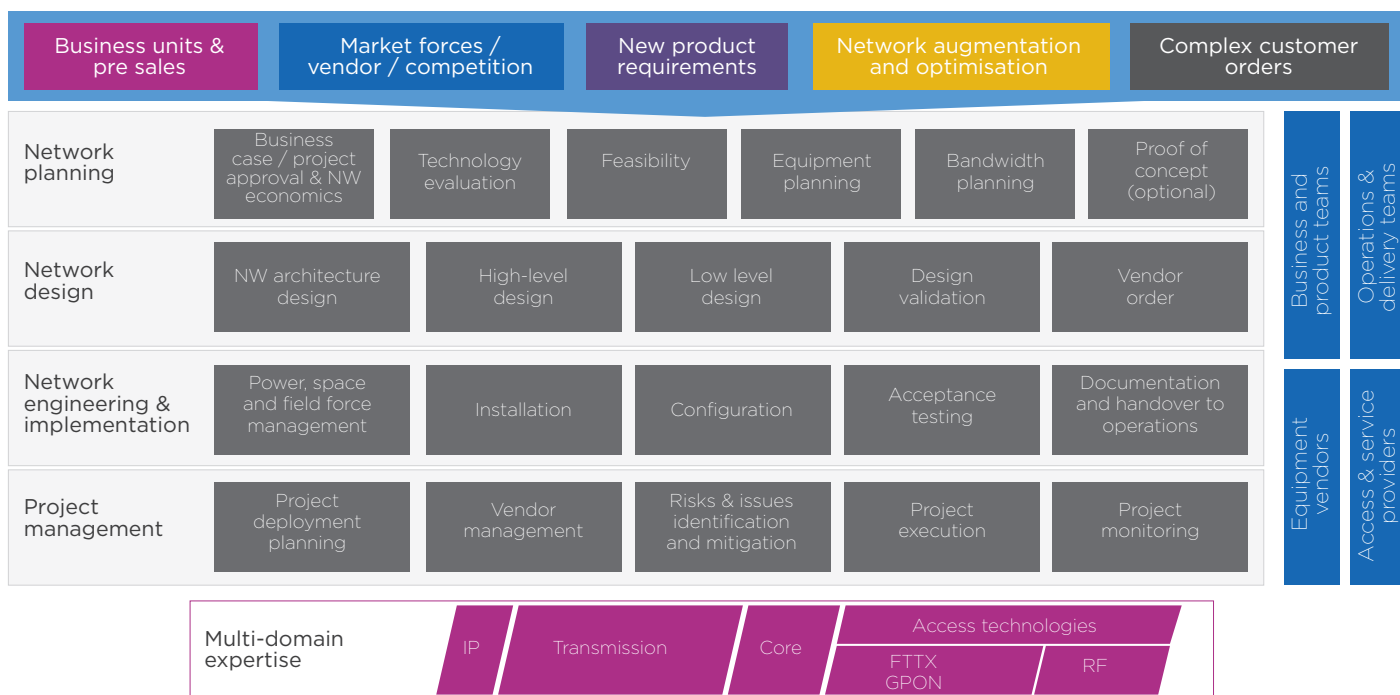 Business units &
pre sales
Market forces /
vendor / competition
New product
requirements
Network augmentation
and optimisation
Complex customer
orders
Network
planning
Business
case / project
approval & NW
economics
Technology
evaluation
Feasibility
Equipment
planning
Bandwidth
planning
Proof of
concept
(optional)
Network
design
NW architecture
design
High-level
design
Low level
design
Design
validation
Vendor
order
Network
engineering &
implementation
Power, space
and field force
management
Installation
Configuration
Acceptance
testing
Documentation
and handover to
operations
Project
management
Project
deployment
planning
Vendor
management
Risks & issues
identification
and mitigation
Project
execution
Project
monitoring
Business and
product teams
Operations &
delivery teams
Equipment
vendors
Access & service
providers
Multi-domain
expertise
IP
Transmission
Core
Access technologies
FTTX
GPON
RF